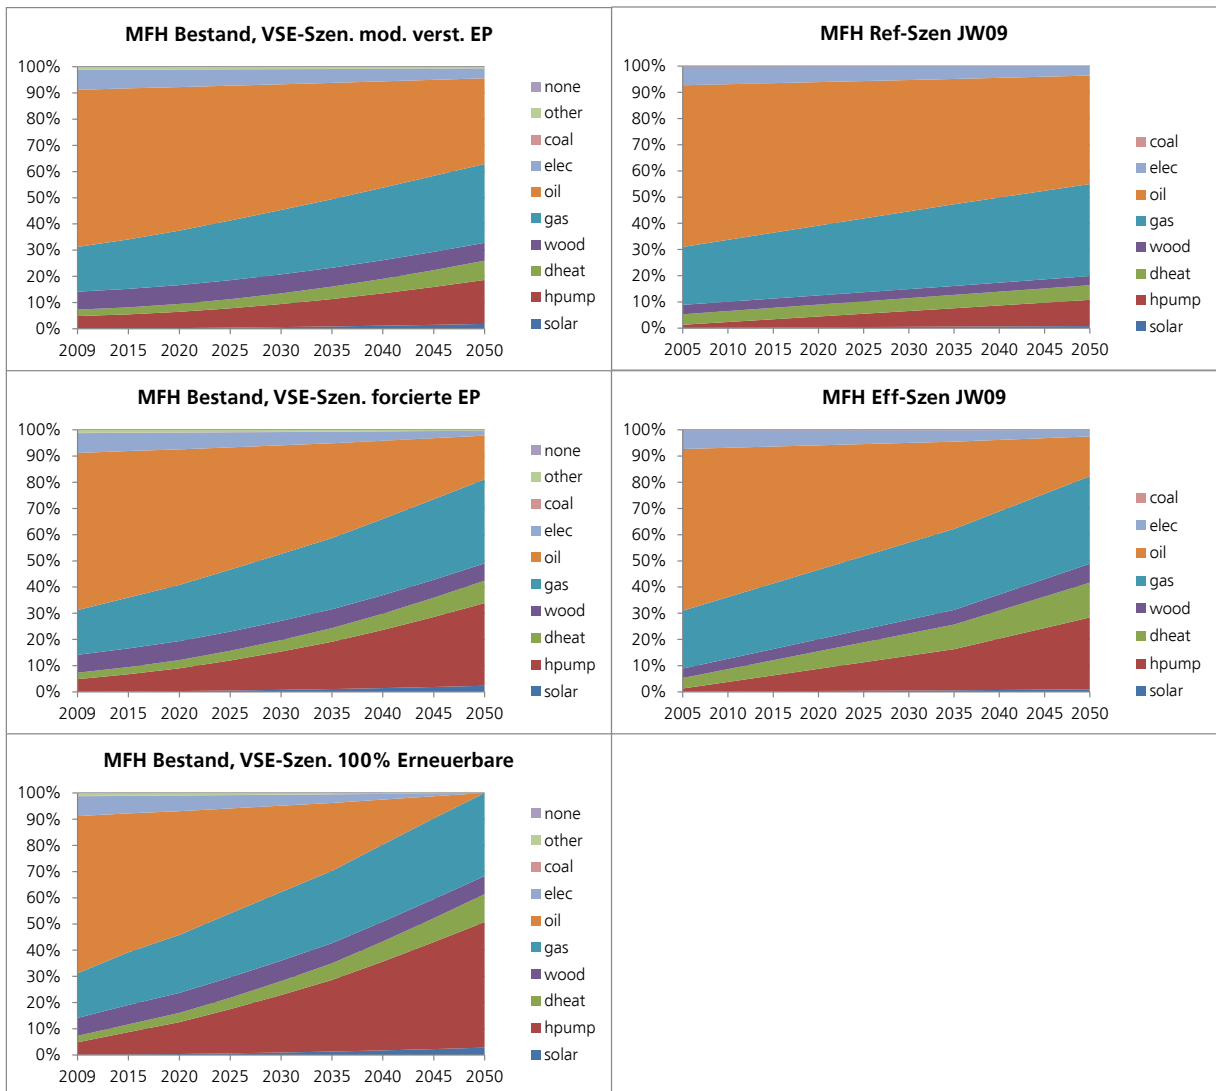 MFH Bestand, VSE-Szen. mod. verst. EP
100%
90%
80%
70%
60%
50%
40%
30%
20%
10%
0%
2009 2015 2020 2025 2030 2035 2040 2045 2050
none
other
coal
elec
oil
gas
wood
dheat
hpump
solar
MFH Ref-Szen JW09
100%
90%
80%
70%
60%
50%
40%
30%
20%
10%
0%
2005 2010 2015 2020 2025 2030 2035 2040 2045 2050
coal
elec
oil
gas
wood
dheat
hpump
solar
MFH Bestand, VSE-Szen. forcierte EP
100%
90%
80%
70%
60%
50%
40%
30%
20%
10%
0%
2009 2015 2020 2025 2030 2035 2040 2045 2050
none
other
coal
elec
oil
gas
wood
dheat
hpump
solar
MFH Eff-Szen JW09
100%
90%
80%
70%
60%
50%
40%
30%
20%
10%
0%
2005 2010 2015 2020 2025 2030 2035 2040 2045 2050
coal
elec
oil
gas
wood
dheat
hpump
solar
MFH Bestand, VSE-Szen. 100% Erneuerbare
100%
90%
80%
70%
60%
50%
40%
30%
20%
10%
0%
2009 2015 2020 2025 2030 2035 2040 2045 2050
none
other
coal
elec
oil
gas
wood
dheat
hpump
solar